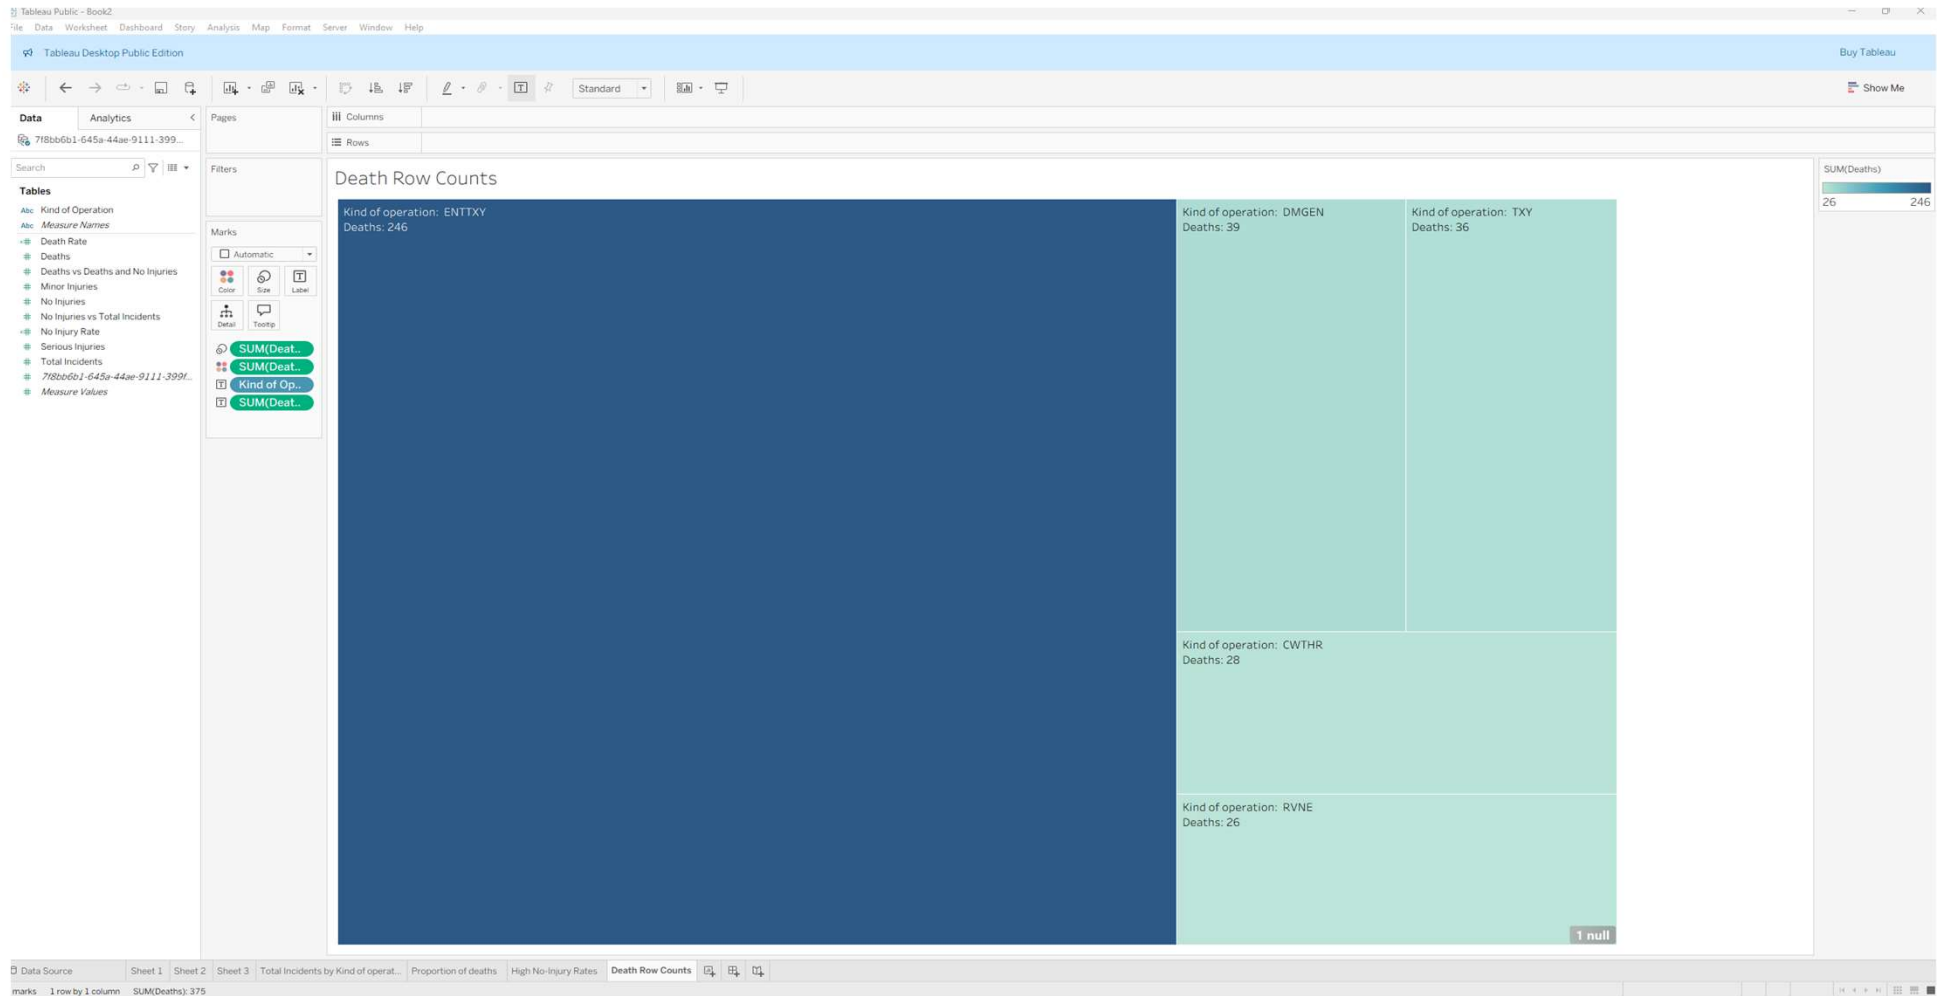 Tableau Public - Book2
File Data Worksheet Dashboard Story Analysis Map Format Server Window Help
Tableau Desktop Public Edition
Buy Tableau
Standard
Show Me
Data Analytics
7f8bb6b1-645a-44ae-9111-399...
Search
Tables
Abc Kind of Operation
Abc Measure Names
Death Rate
Deaths
Deaths vs Deaths and No Injuries
Minor Injuries
No Injuries
No Injuries vs Total Incidents
No Injury Rate
Serious Injuries
Total Incidents
7f8bb6b1-645a-44ae-9111-399f...
Measure Values
Pages
Filters
Marks
Automatic
Color Size Label
Detail Tooltip
SUM(Deat..
SUM(Deat..
Kind of Op..
SUM(Deat..
Columns
Rows
Death Row Counts
Kind of operation: ENTTXY
Deaths: 246
Kind of operation: DMGEN
Deaths: 39
Kind of operation: TXY
Deaths: 36
Kind of operation: CWTHR
Deaths: 28
Kind of operation: RVNE
Deaths: 26
1 null
SUM(Deaths)
26 246
Data Source Sheet 1 Sheet 2 Sheet 3 Total Incidents by Kind of operat... Proportion of deaths High No-Injury Rates Death Row Counts
marks 1 row by 1 column SUM(Deaths): 375